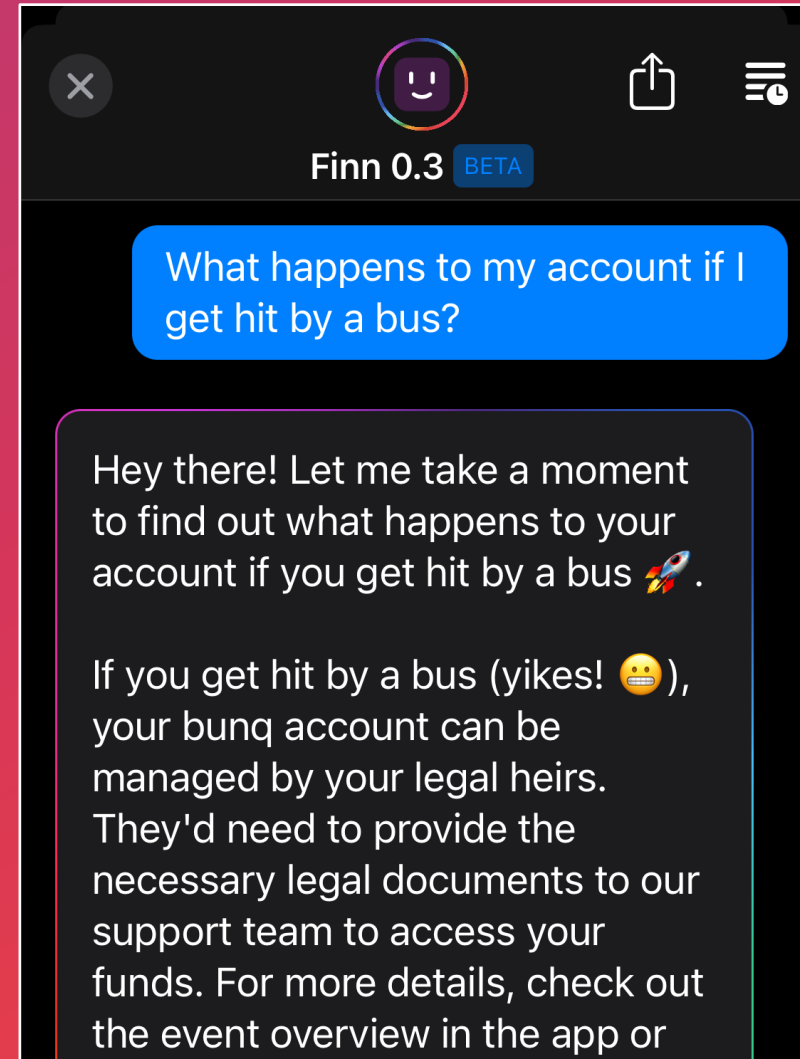 Finn 0.3 BETA
What happens to my account if I
get hit by a bus?
Hey there! Let me take a moment
to find out what happens to your
account if you get hit by a bus 🚀.
If you get hit by a bus (yikes! 😬),
your bunq account can be
managed by your legal heirs.
They'd need to provide the
necessary legal documents to our
support team to access your
funds. For more details, check out
the event overview in the app or